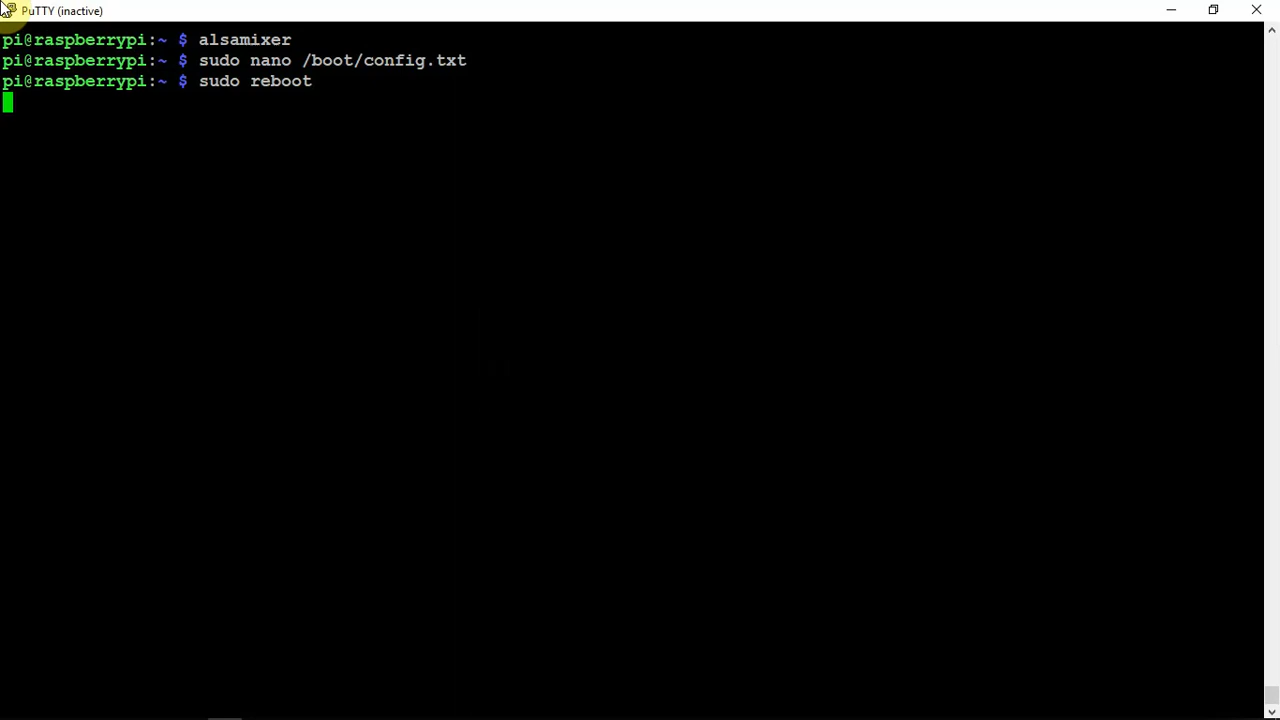 PuTTY (inactive)
pi@raspberrypi:~ $ alsamixer
pi@raspberrypi:~ $ sudo nano /boot/config.txt
pi@raspberrypi:~ $ sudo reboot